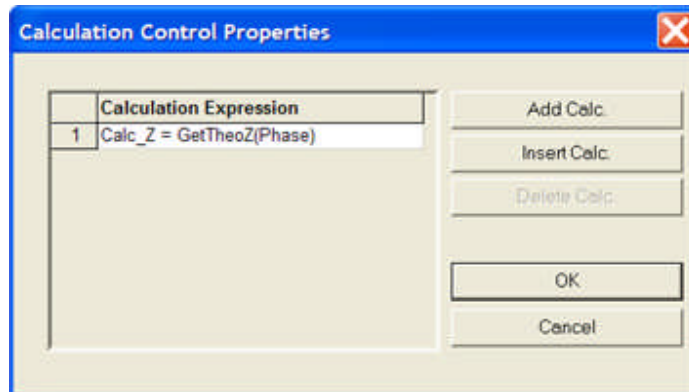 Calculation Control Properties
Calculation Expression
1 Calc_Z = GetTheoZ(Phase)
Add Calc.
Insert Calc.
Delete Calc.
OK
Cancel